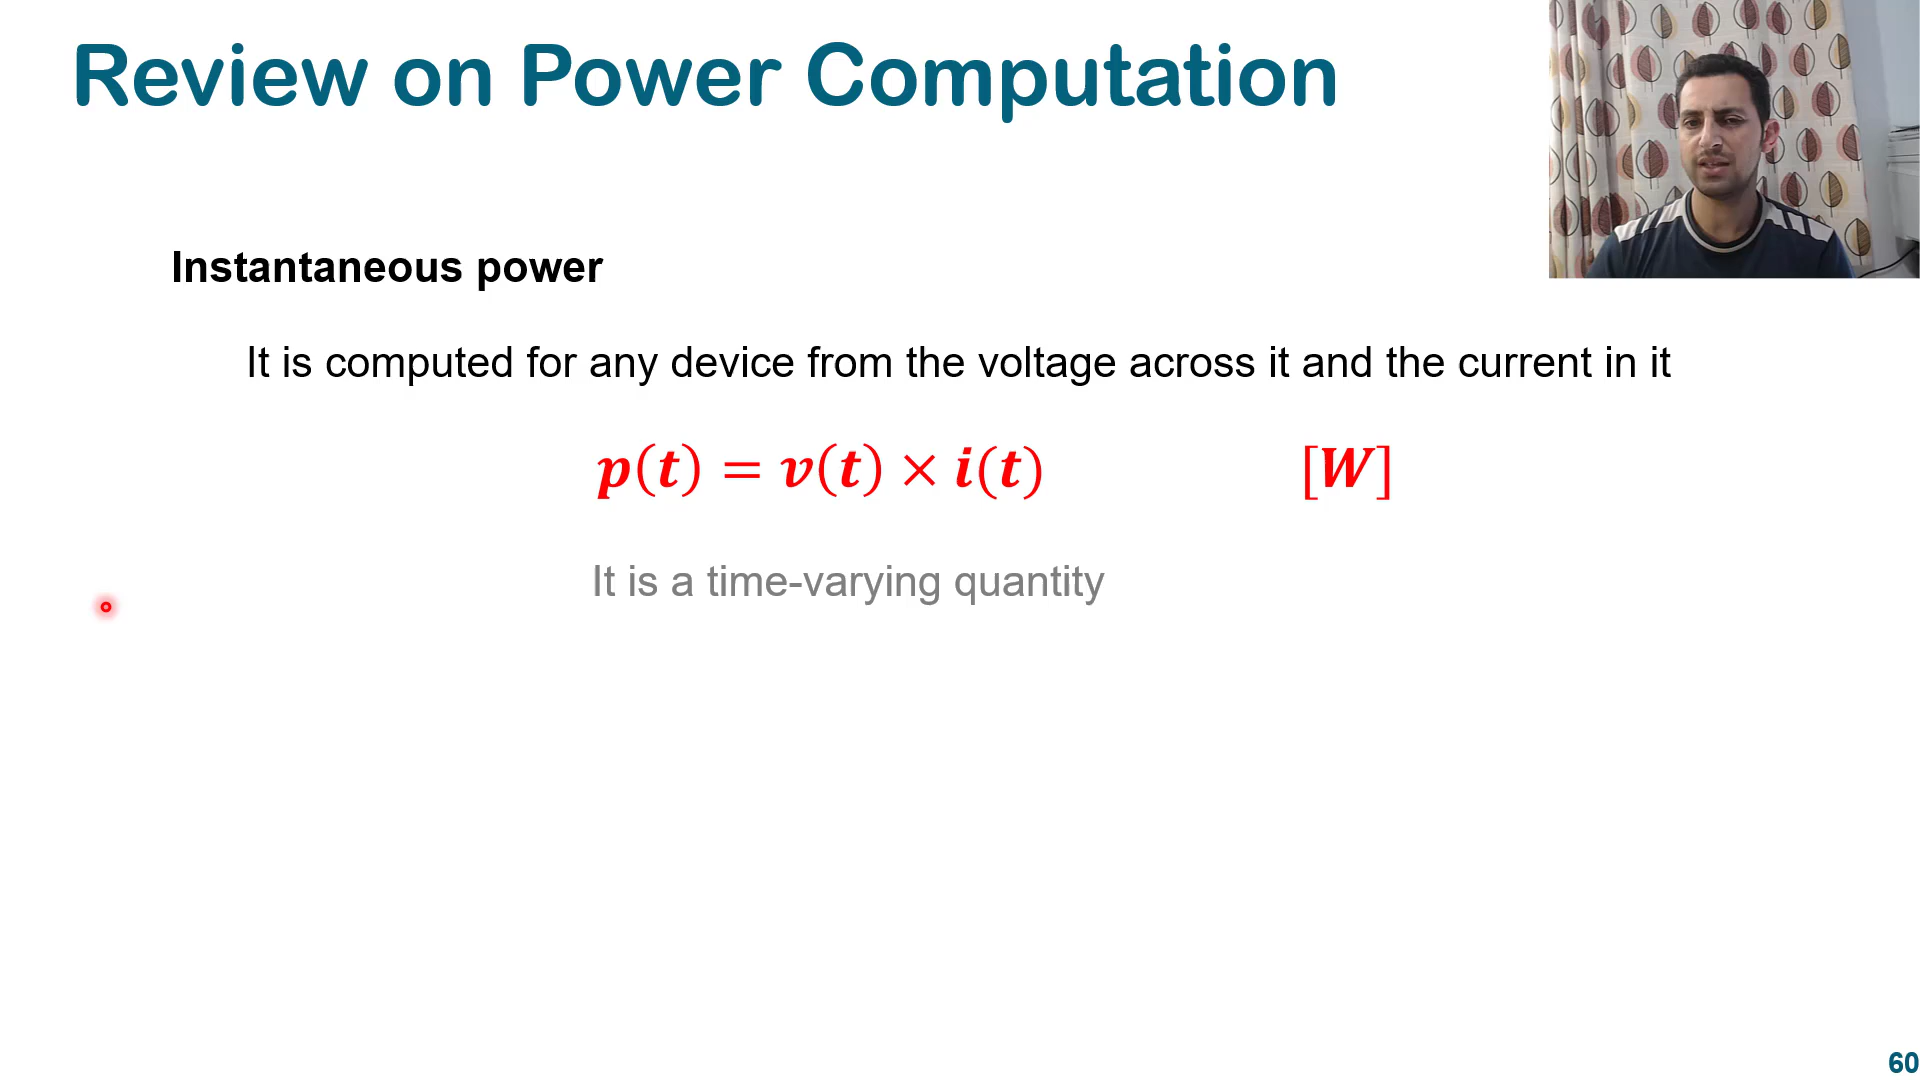 Review on Power Computation
Instantaneous power
It is computed for any device from the voltage across it and the current in it
p(t) = v(t) × i(t) [W]
It is a time-varying quantity
60